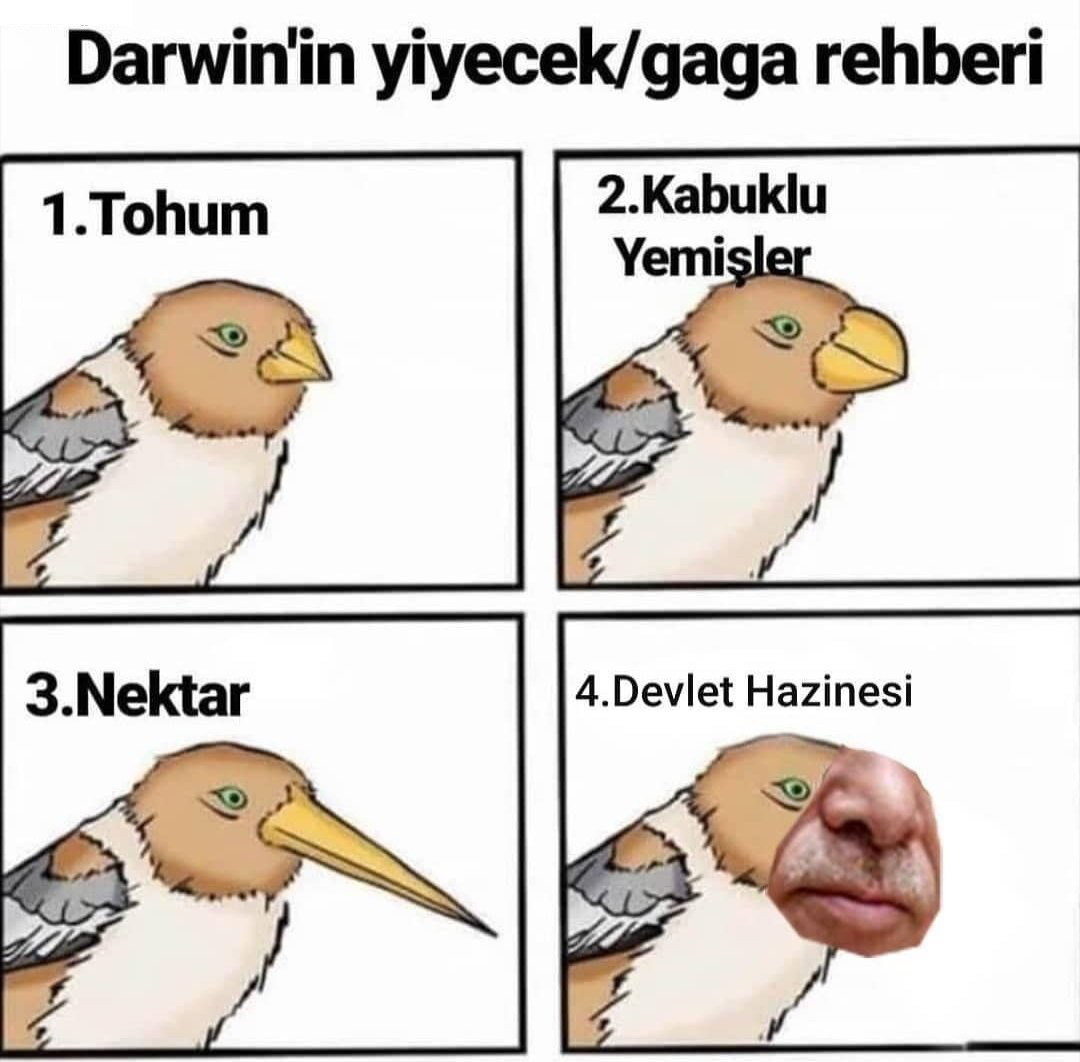 Darwin'in yiyecek/gaga rehberi
1.Tohum
2.Kabuklu
Yemişler
3.Nektar
4.Devlet Hazinesi